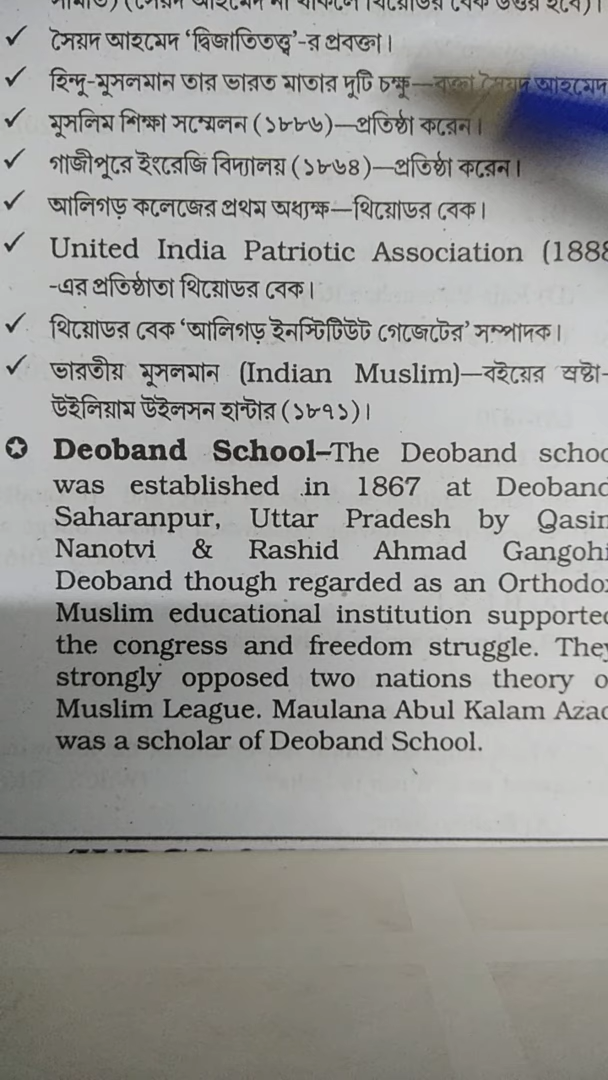 ✓ সৈয়দ আহমেদ ‘দ্বিজাতিতত্ত্ব’-র প্রবক্তা।
✓ হিন্দু-মুসলমান তার ভারত মাতার দুটি চক্ষু—বক্তা সৈয়দ আহমেদ
✓ মুসলিম শিক্ষা সম্মেলন (১৮৮৬)—প্রতিষ্ঠা করেন।
✓ গাজীপুরে ইংরেজি বিদ্যালয় (১৮৬৪)—প্রতিষ্ঠা করেন।
✓ আলিগড় কলেজের প্রথম অধ্যক্ষ—থিয়োডর বেক।
✓ United India Patriotic Association (1888
-এর প্রতিষ্ঠাতা থিয়োডর বেক।
✓ থিয়োডর বেক ‘আলিগড় ইনস্টিটিউট গেজেটের’ সম্পাদক।
✓ ভারতীয় মুসলমান (Indian Muslim)—বইয়ের স্রষ্টা-
উইলিয়াম উইলসন হান্টার (১৮৭১)।
✪ Deoband School–The Deoband schoo
was established in 1867 at Deoband
Saharanpur, Uttar Pradesh by Qasim
Nanotvi & Rashid Ahmad Gangohi
Deoband though regarded as an Orthodox
Muslim educational institution supported
the congress and freedom struggle. They
strongly opposed two nations theory o
Muslim League. Maulana Abul Kalam Azad
was a scholar of Deoband School.